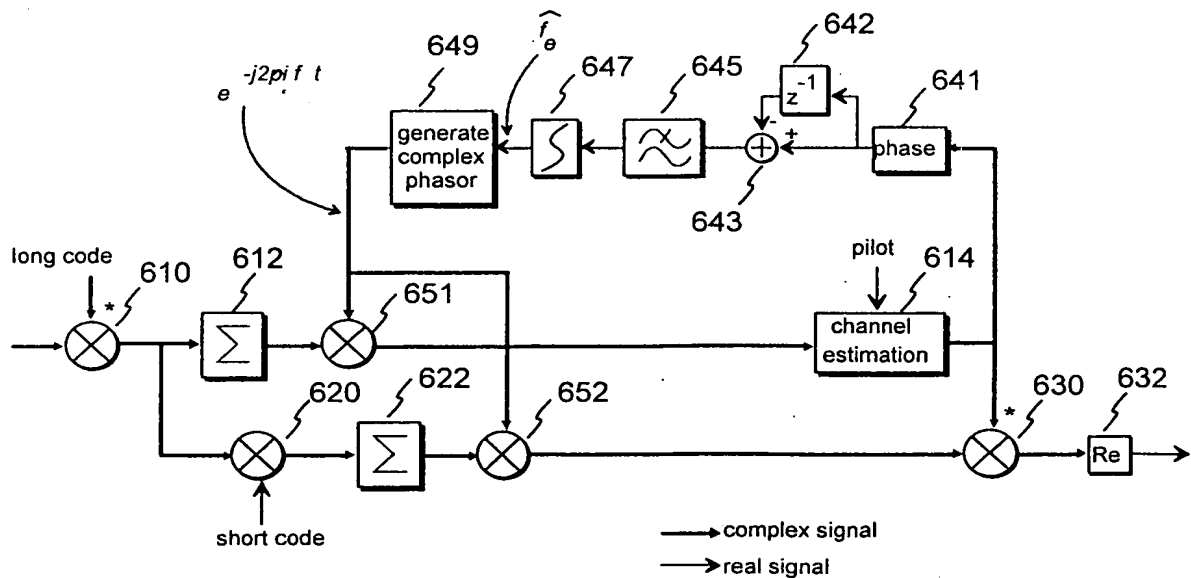 f̂e
642
649
647
645
641
e -j2pi f t
z -1
-
+
generate
complex
phasor
∫
+
phase
643
long code
pilot
610
612
614
*
651
∑
channel
estimation
620
622
652
632
*
630
∑
Re
short code
complex signal
real signal